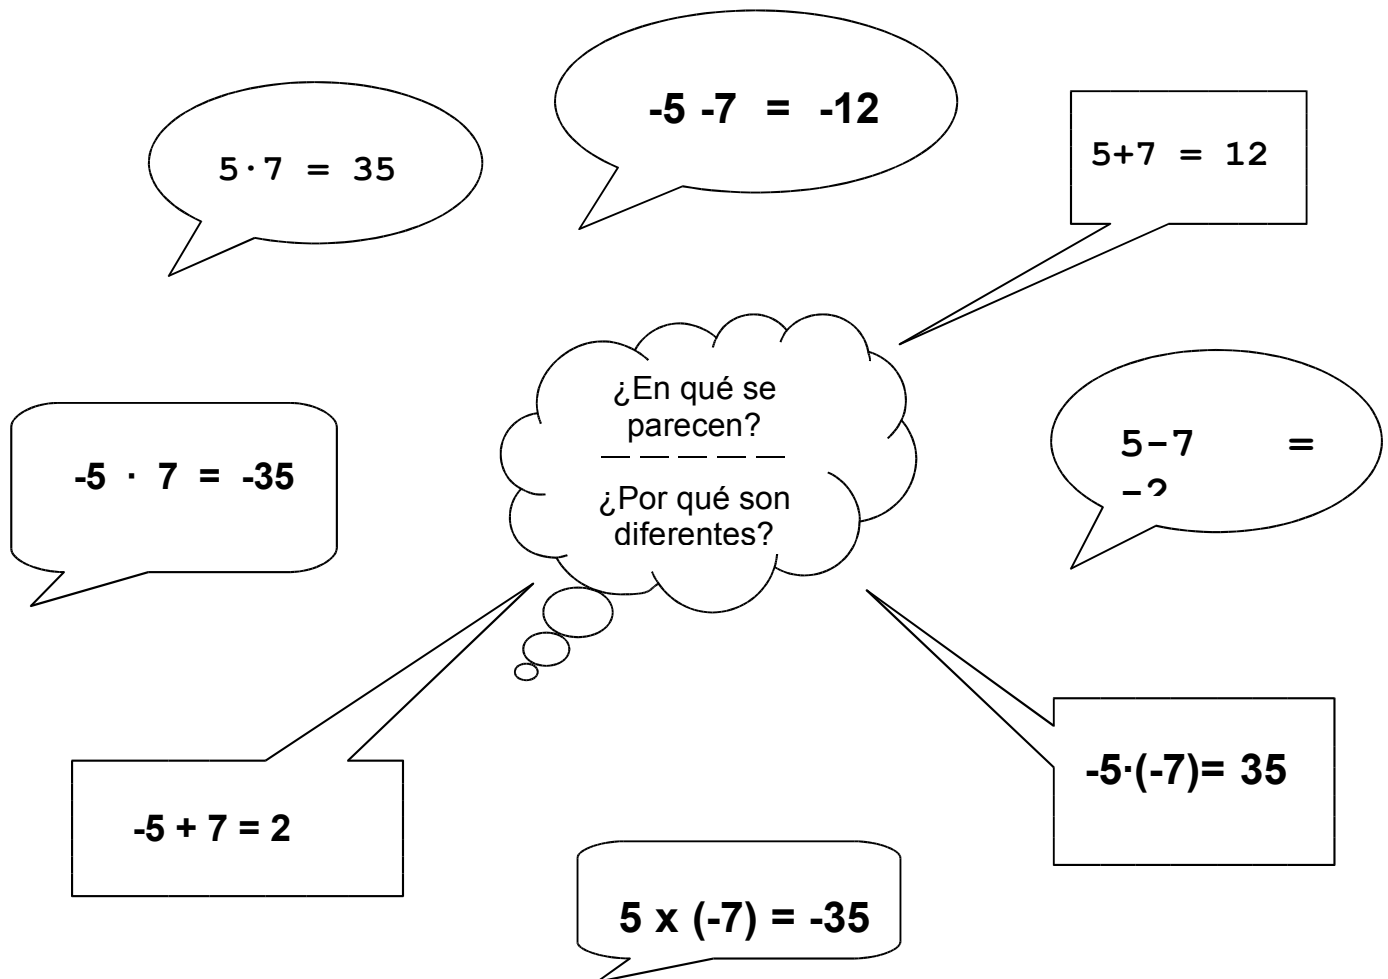 -5 -7 = -12
5·7 = 35
5+7 = 12
¿En qué se
parecen?
— — — — —
¿Por qué son
diferentes?
5-7 =
-5 · 7 = -35
-5·(-7)= 35
-5 + 7 = 2
5 x (-7) = -35